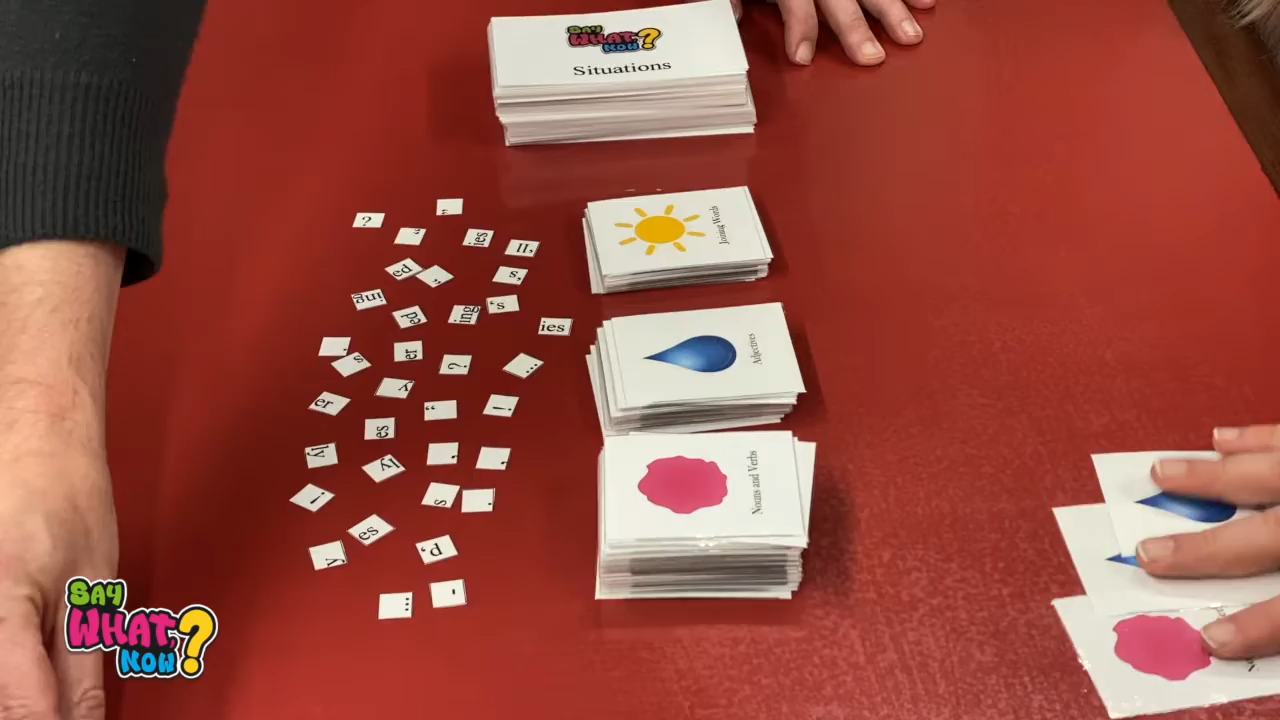 SAY
WHAT,
NOW?
Situations
Joining Words
Adjectives
Nouns and Verbs
?
"
"
ies
ll,
ed
"
s,
ing
ed
ing
's
ies
er
s
?
...
er
y
"
!
es
ly
ly
,
,
!
s
.
es
y
'd
...
-
SAY
WHAT,
NOW?